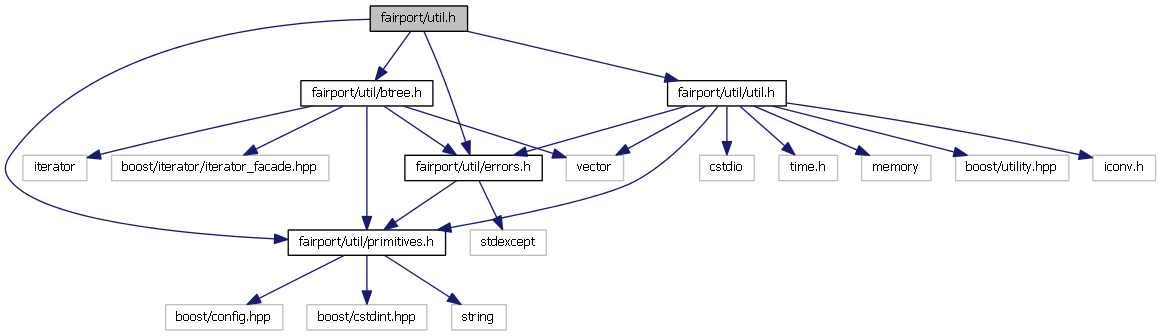 fairport/util.h
fairport/util/btree.h
fairport/util/util.h
iterator
boost/iterator/iterator_facade.hpp
fairport/util/errors.h
vector
cstdio
time.h
memory
boost/utility.hpp
iconv.h
fairport/util/primitives.h
stdexcept
boost/config.hpp
boost/cstdint.hpp
string